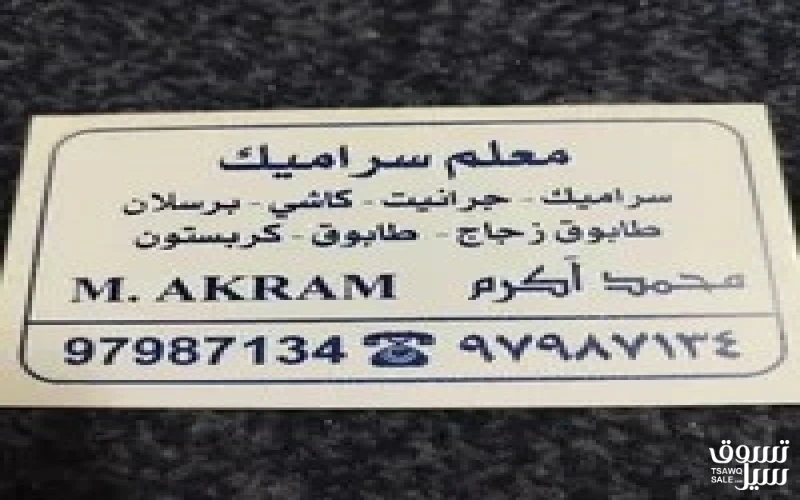 معلم سراميك
سراميك - جرانيت - كاشي - برسلان
طابوق زجاج - طابوق - كربستون
محمد أكرم M. AKRAM
97987134 ٩٧٩٨٧١٣٤
تسوق سيل
TSAWQ
SALE.com